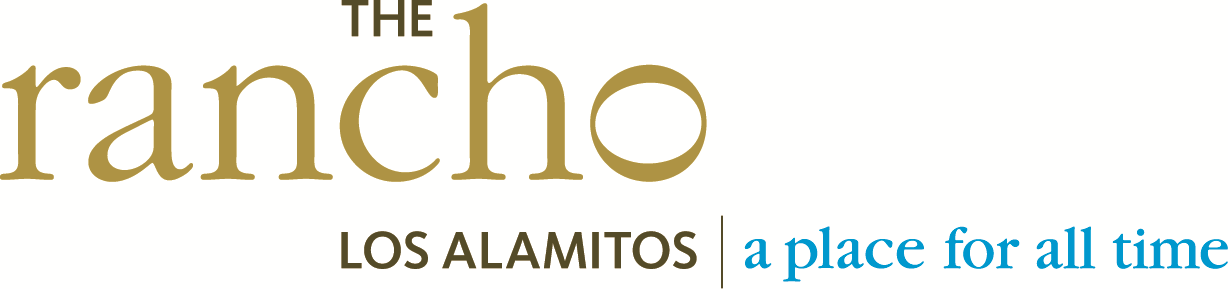 THE
rancho
LOS ALAMITOS | a place for all time